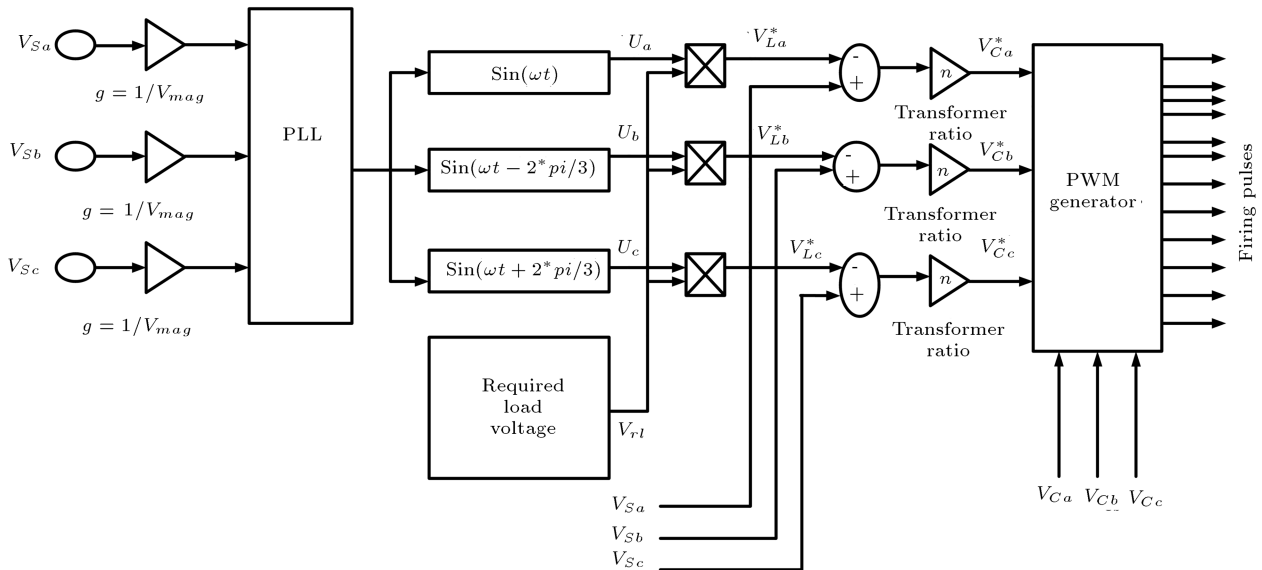 V_{Sa}
g = 1/V_{mag}
V_{Sb}
g = 1/V_{mag}
V_{Sc}
g = 1/V_{mag}
PLL
Sin(ωt)
Sin(ωt − 2*pi/3)
Sin(ωt + 2*pi/3)
Required
load
voltage
U_a
U_b
U_c
V_{rl}
V_{Sa}
V_{Sb}
V_{Sc}
V*_{La}
V*_{Lb}
V*_{Lc}
-
+
-
+
-
+
n
Transformer
ratio
n
Transformer
ratio
n
Transformer
ratio
V*_{Ca}
V*_{Cb}
V*_{Cc}
PWM
generator
V_{Ca} V_{Cb} V_{Cc}
Firing pulses